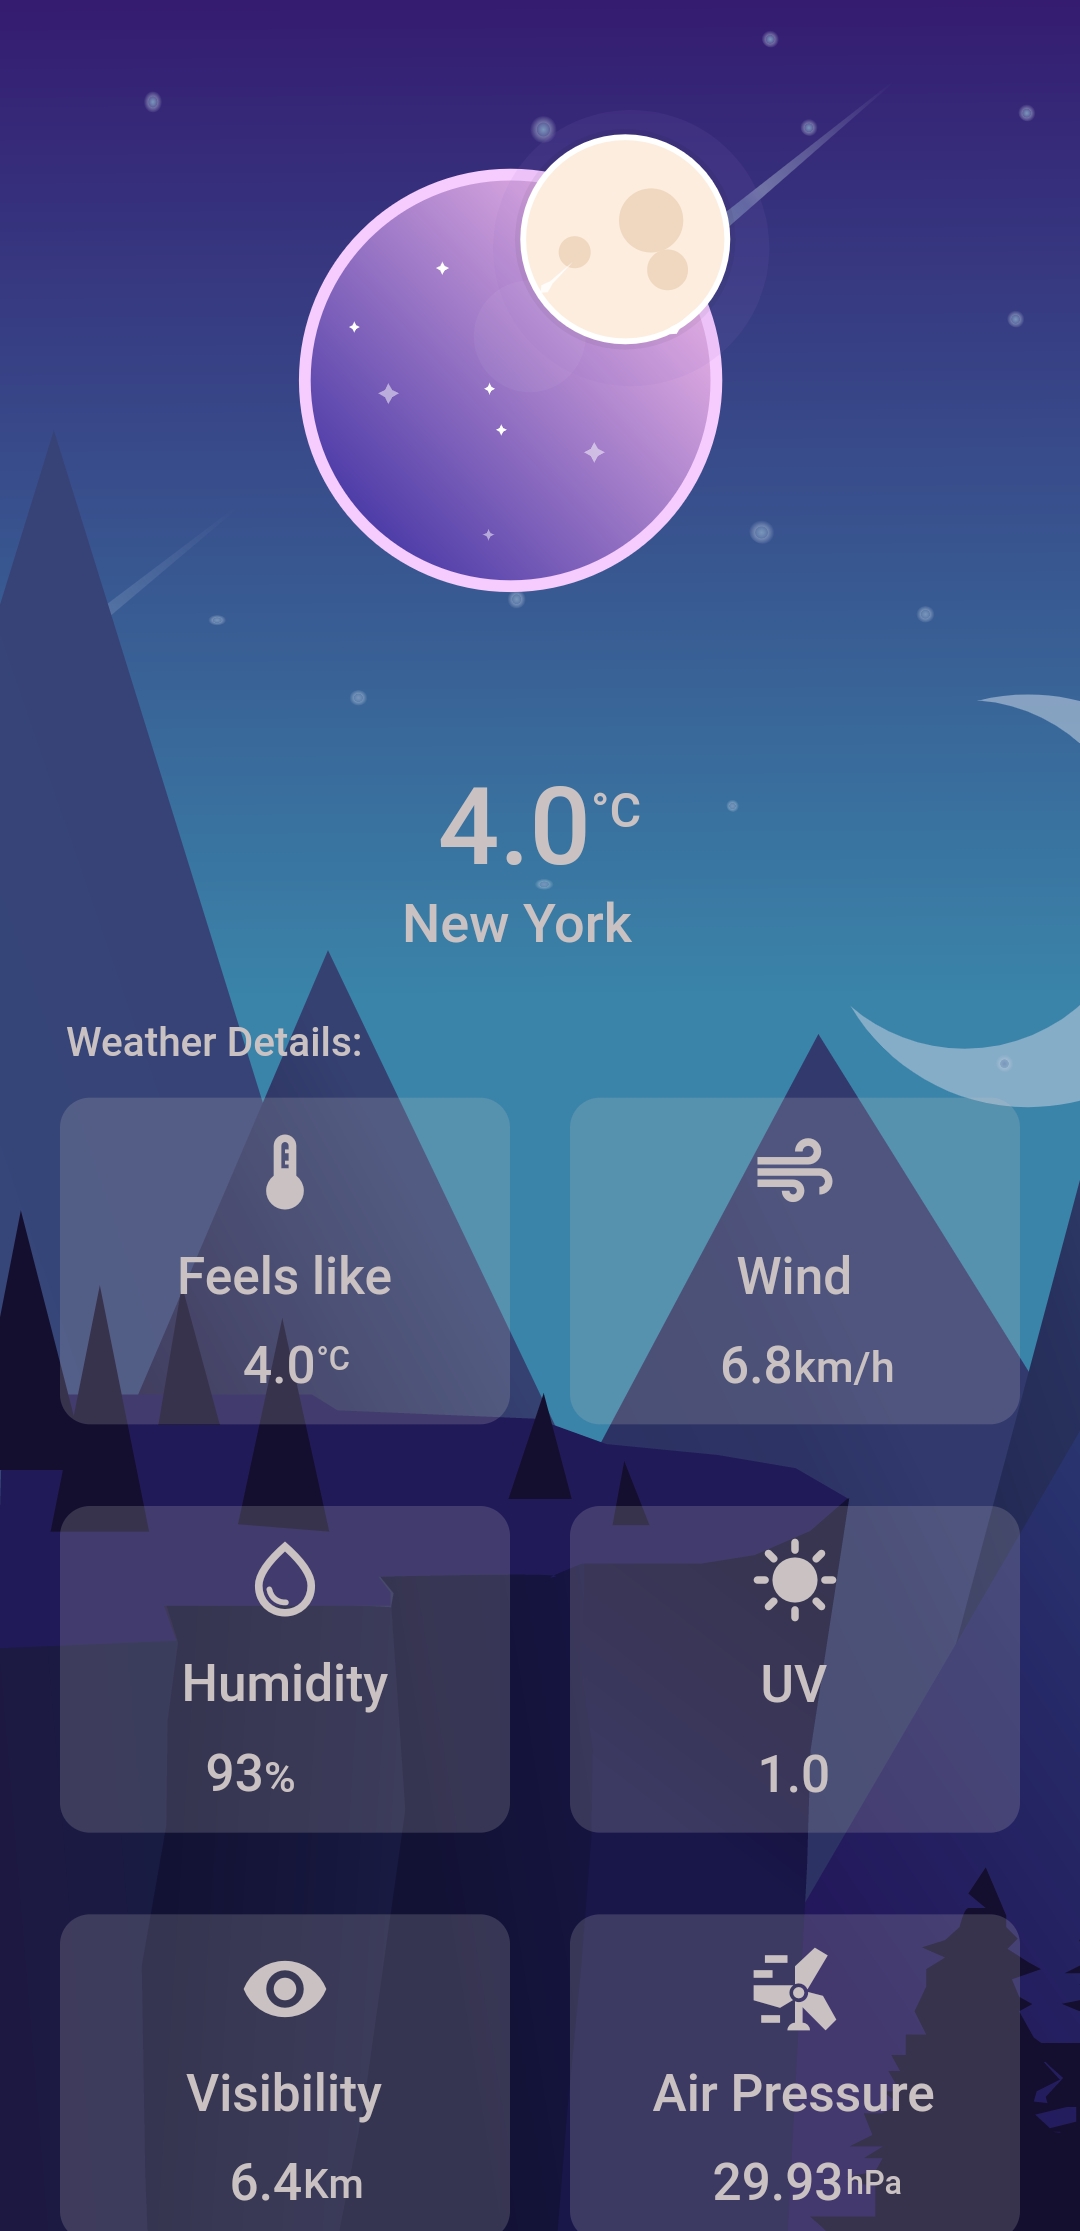 4.0°C
New York
Weather Details:
Feels like
4.0°C
Wind
6.8km/h
Humidity
93%
UV
1.0
Visibility
6.4Km
Air Pressure
29.93hPa